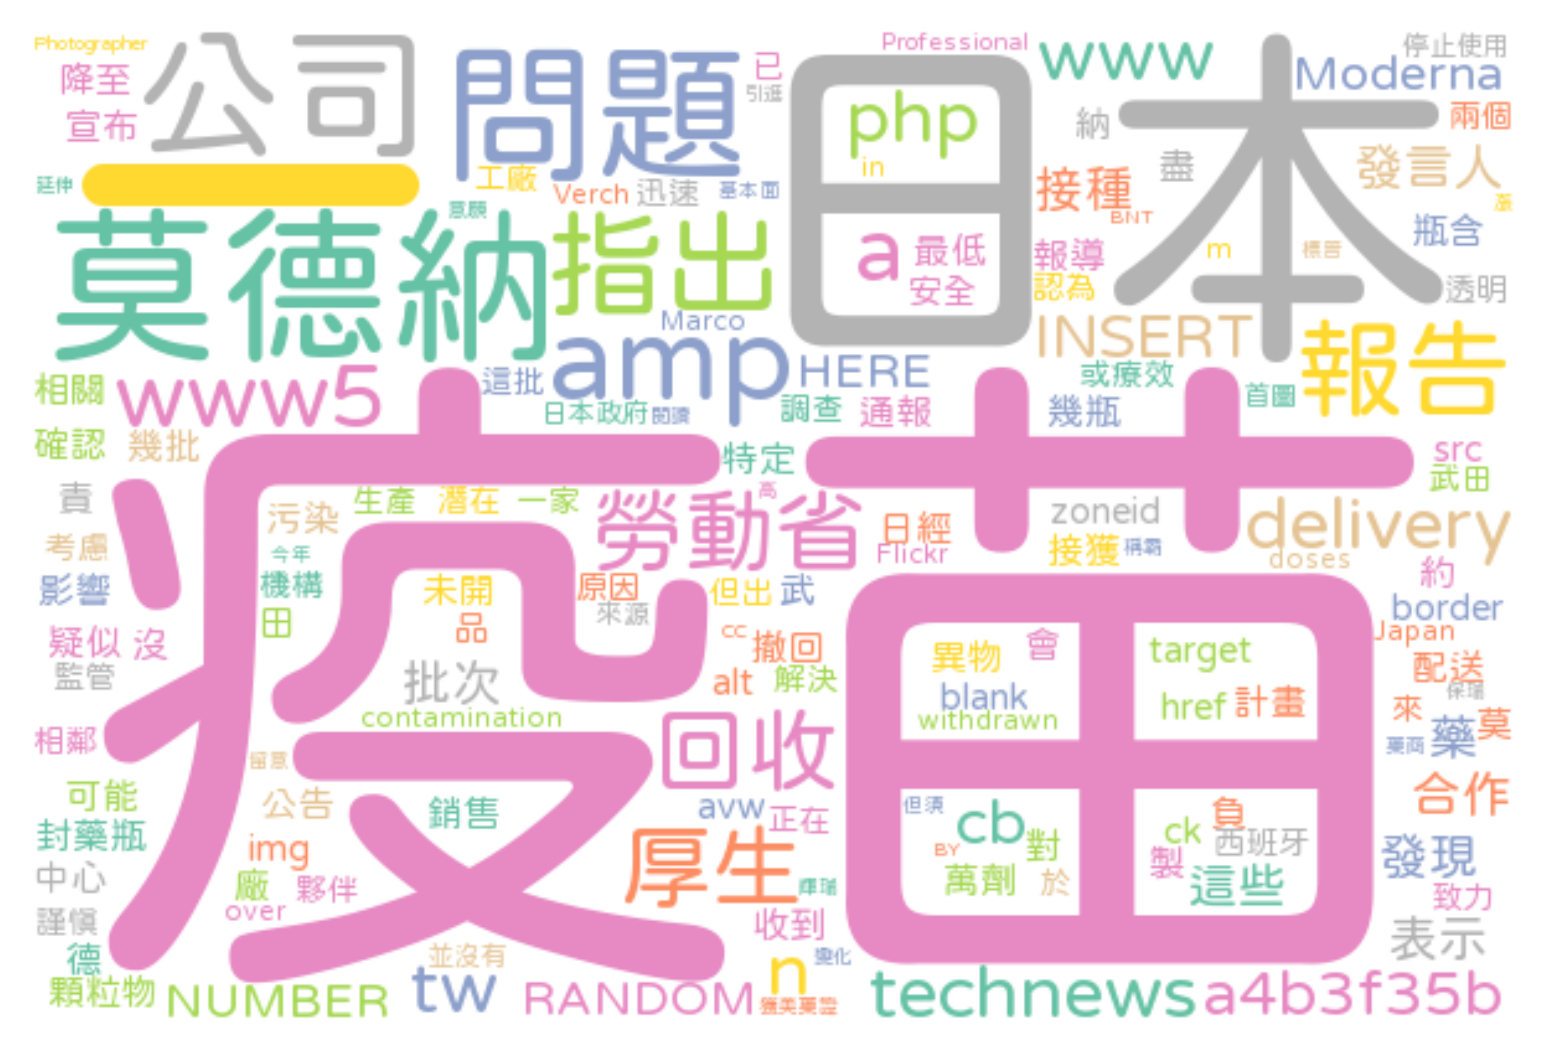 Photographer
降至
宣布
公司
問題
已
引進
日本
Professional
www
Moderna
停止使用
php
in
納
兩個
盡
發言人
延伸
一
工廠
Verch
迅速
基本面
接種
BNT
意願
莫德納
指出
a
最低
安全
報導
認為
m
瓶含
透明
Marco
INSERT
報告
amp
HERE
相關
www5
這批
日本政府
閱讀
調查
通報
或療效
幾瓶
首圖
確認
幾批
疫苗
特定
src
武田
責
污染
生產
潛在
一家
高
勞動省
日經
Flickr
zoneid
接獲
稱霸
delivery
doses
考慮
影響
今年
機構
田
未開
品
原因
來源
但出
武
約
border
Japan
疑似
沒
監管
批次
cc
撤回
alt
解決
異物
會
blank
withdrawn
target
href
計畫
配送
保瑞
來
莫
藥商
藥
contamination
相鄰
留意
回收
可能
封藥瓶
公告
銷售
avw
正在
但須
cb
BY
對
萬劑
於
ck
負
西班牙
製
這些
合作
發現
致力
中心
img
廠
夥伴
over
厚生
輝瑞
收到
表示
謹慎
德
顆粒物
NUMBER
並沒有
tw
RANDOM
n
變化
獲美藥證
technews
a4b3f35b